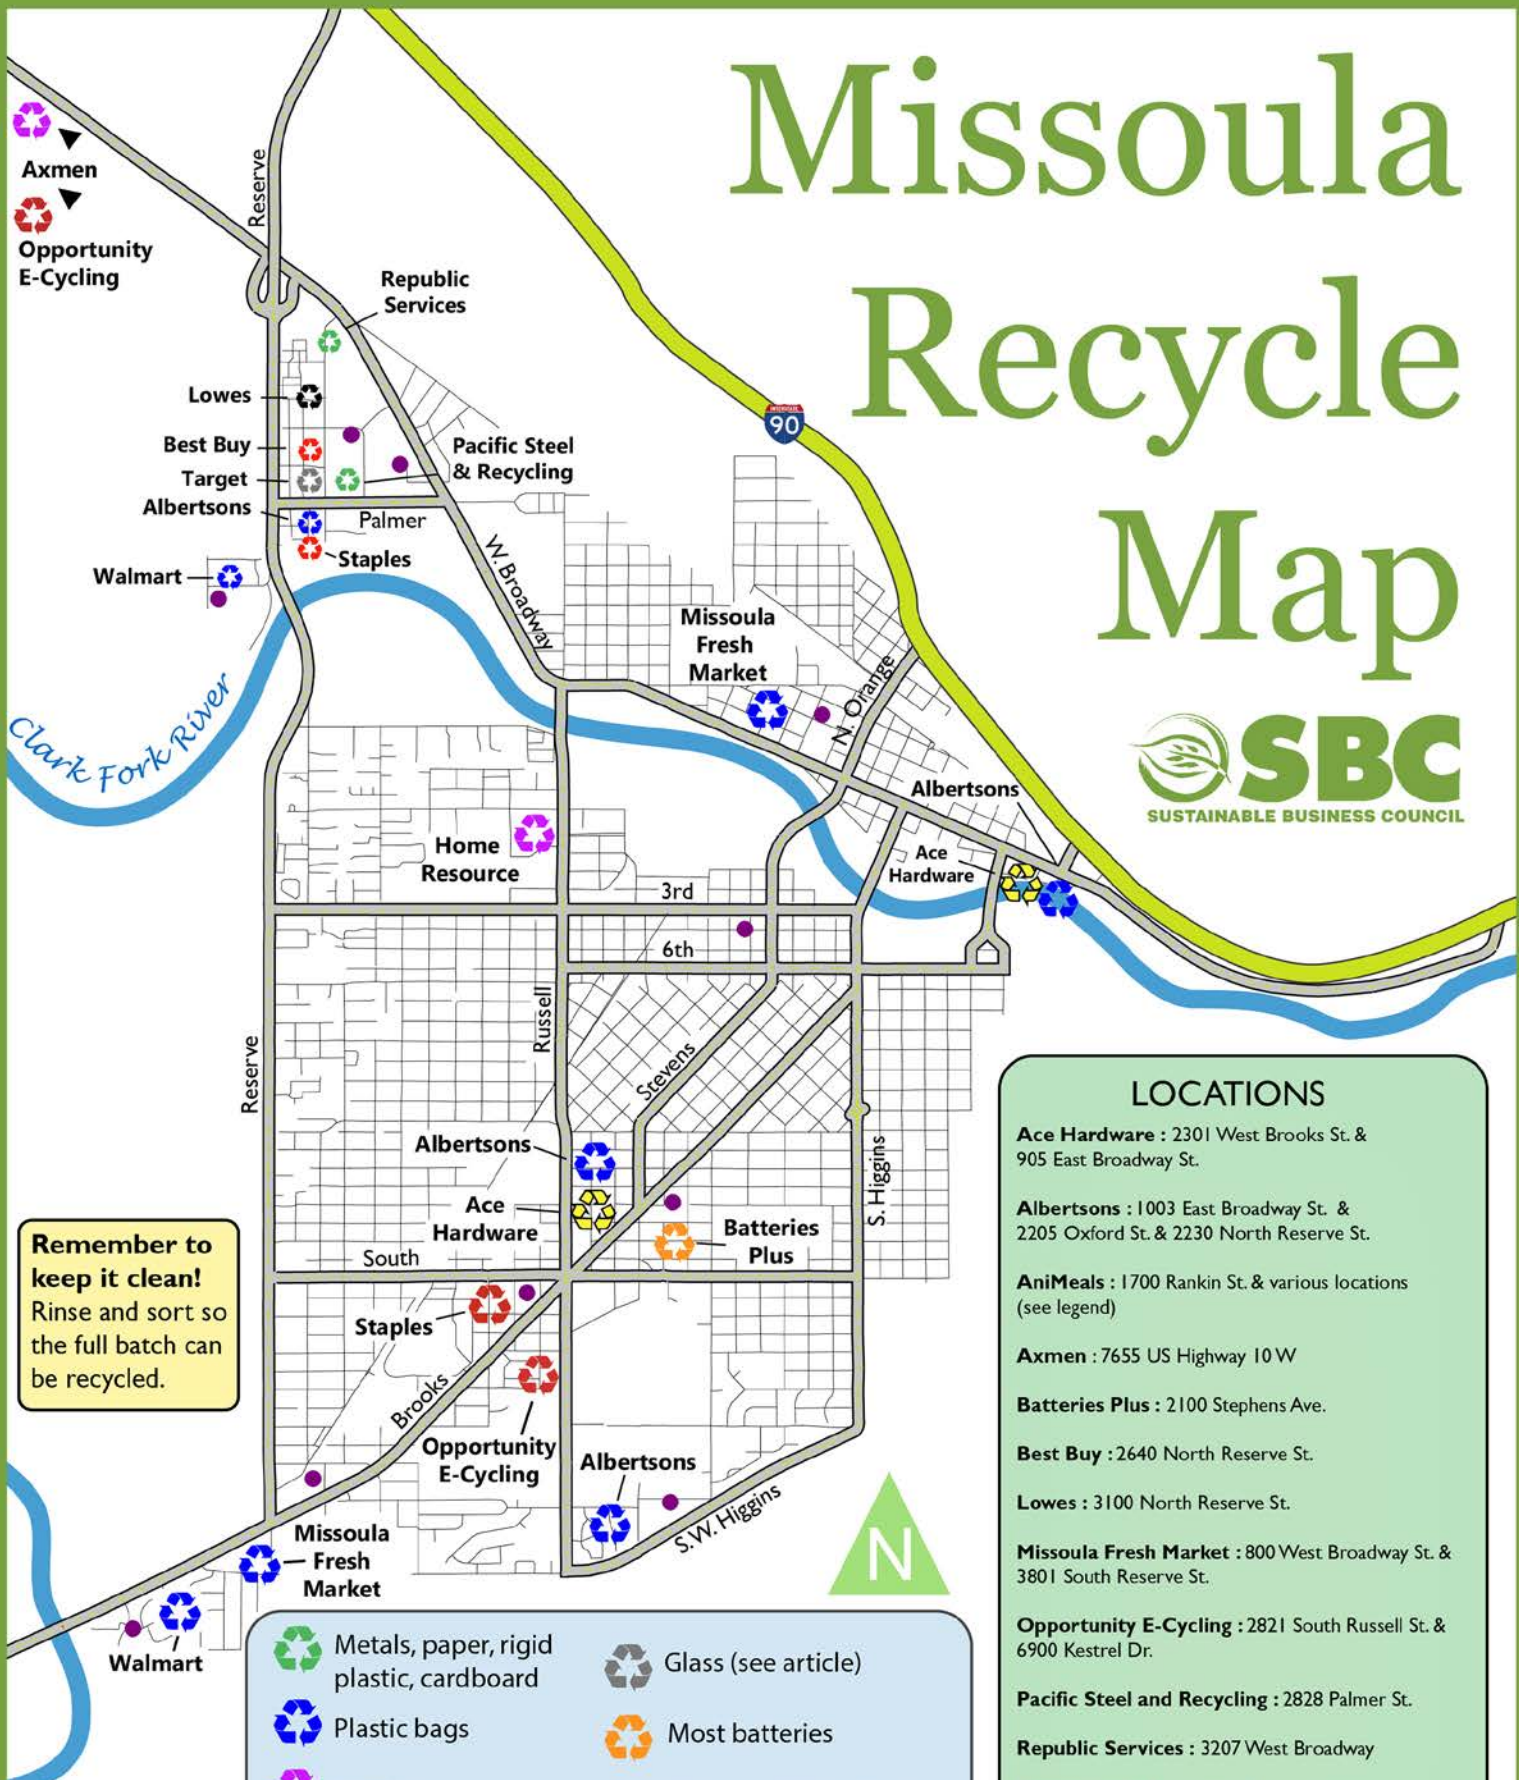 Missoula
Recycle
Map
SBC
SUSTAINABLE BUSINESS COUNCIL
Axmen
Opportunity
E-Cycling
Reserve
Republic
Services
Lowes
Best Buy
Target
Albertsons
Pacific Steel
& Recycling
Palmer
Staples
Walmart
W. Broadway
INTERSTATE
90
Missoula
Fresh
Market
N. Orange
Clark Fork River
Albertsons
Ace
Hardware
Home
Resource
3rd
6th
Russell
Reserve
Stevens
S. Higgins
Albertsons
Ace
Hardware
Batteries
Plus
South
Staples
Brooks
Opportunity
E-Cycling
Albertsons
S.W. Higgins
N
Missoula
Fresh
Market
Walmart
Remember to
keep it clean!
Rinse and sort so
the full batch can
be recycled.
Metals, paper, rigid
plastic, cardboard
Plastic bags
Glass (see article)
Most batteries
LOCATIONS
Ace Hardware : 2301 West Brooks St. &
905 East Broadway St.
Albertsons : 1003 East Broadway St. &
2205 Oxford St. & 2230 North Reserve St.
AniMeals : 1700 Rankin St. & various locations
(see legend)
Axmen : 7655 US Highway 10 W
Batteries Plus : 2100 Stephens Ave.
Best Buy : 2640 North Reserve St.
Lowes : 3100 North Reserve St.
Missoula Fresh Market : 800 West Broadway St. &
3801 South Reserve St.
Opportunity E-Cycling : 2821 South Russell St. &
6900 Kestrel Dr.
Pacific Steel and Recycling : 2828 Palmer St.
Republic Services : 3207 West Broadway